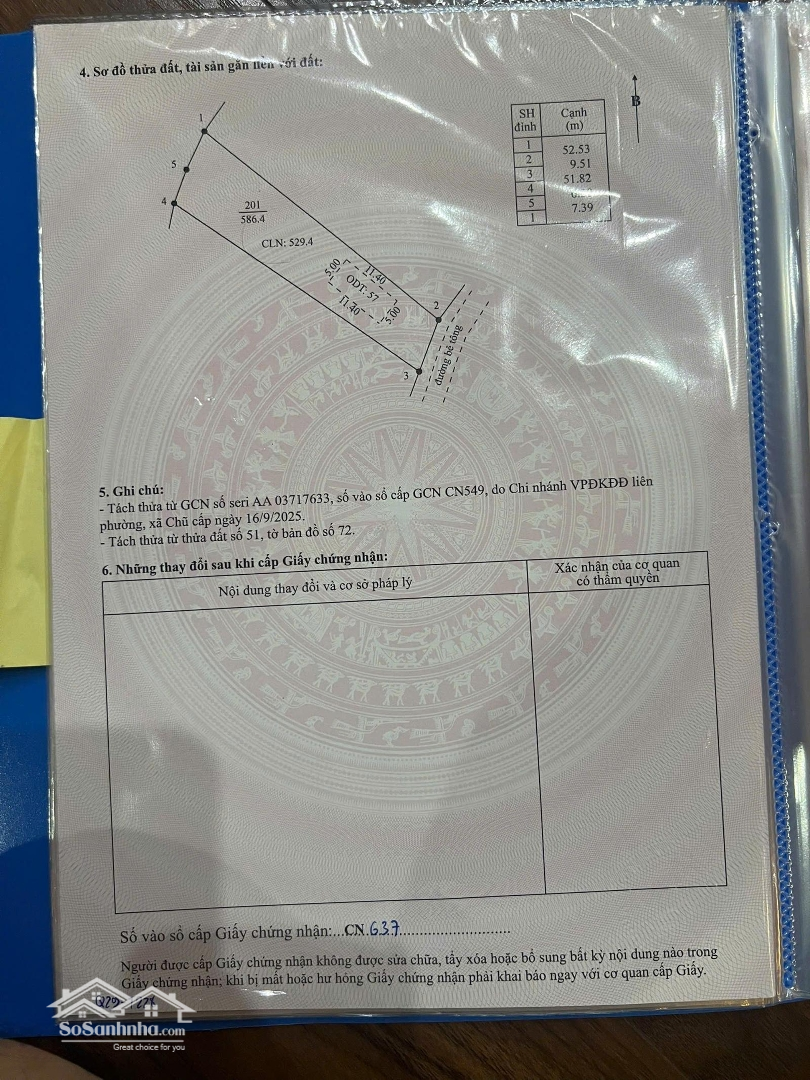 4. Sơ đồ thửa đất, tài sản gắn liền với đất:
B
SH đỉnh Cạnh (m)
1
52.53
2
9.51
3
51.82
4
5
7.39
1
1
5
4
201
586.4
CLN: 529.4
5.00
11.40
ODT: 57
11.40
5.00
2
3
đường bê tông
5. Ghi chú:
- Tách thửa từ GCN số seri AA 03717633, số vào sổ cấp GCN CN549, do Chi nhánh VPĐKĐĐ liên
phường, xã Chũ cấp ngày 16/9/2025.
- Tách thửa từ thửa đất số 51, tờ bản đồ số 72.
6. Những thay đổi sau khi cấp Giấy chứng nhận:
Nội dung thay đổi và cơ sở pháp lý
Xác nhận của cơ quan
có thẩm quyền
Số vào sổ cấp Giấy chứng nhận:...CN.637...........................
Người được cấp Giấy chứng nhận không được sửa chữa, tẩy xóa hoặc bổ sung bất kỳ nội dung nào trong
Giấy chứng nhận; khi bị mất hoặc hư hỏng Giấy chứng nhận phải khai báo ngay với cơ quan cấp Giấy.
SoSanhnha.com
Great choice for you